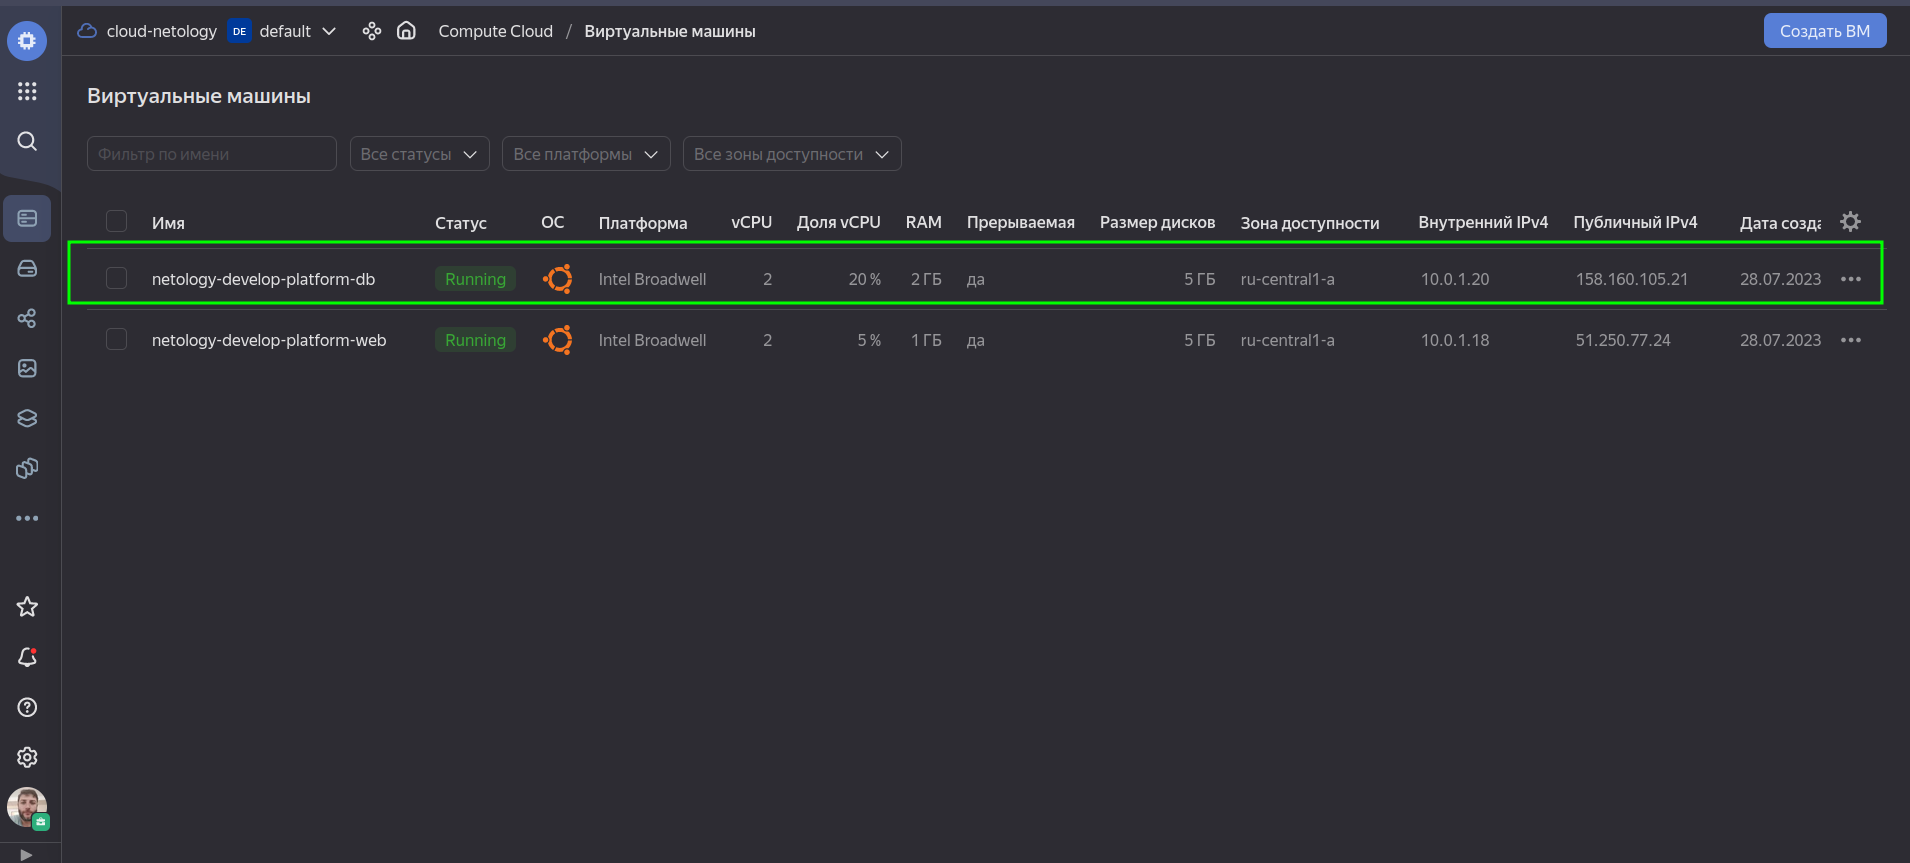 cloud-netology DE default Compute Cloud / Виртуальные машины Создать ВМ
Виртуальные машины
Фильтр по имени Все статусы Все платформы Все зоны доступности
Имя Статус ОС Платформа vCPU Доля vCPU RAM Прерываемая Размер дисков Зона доступности Внутренний IPv4 Публичный IPv4 Дата созда
netology-develop-platform-db Running Intel Broadwell 2 20 % 2 ГБ да 5 ГБ ru-central1-a 10.0.1.20 158.160.105.21 28.07.2023
netology-develop-platform-web Running Intel Broadwell 2 5 % 1 ГБ да 5 ГБ ru-central1-a 10.0.1.18 51.250.77.24 28.07.2023